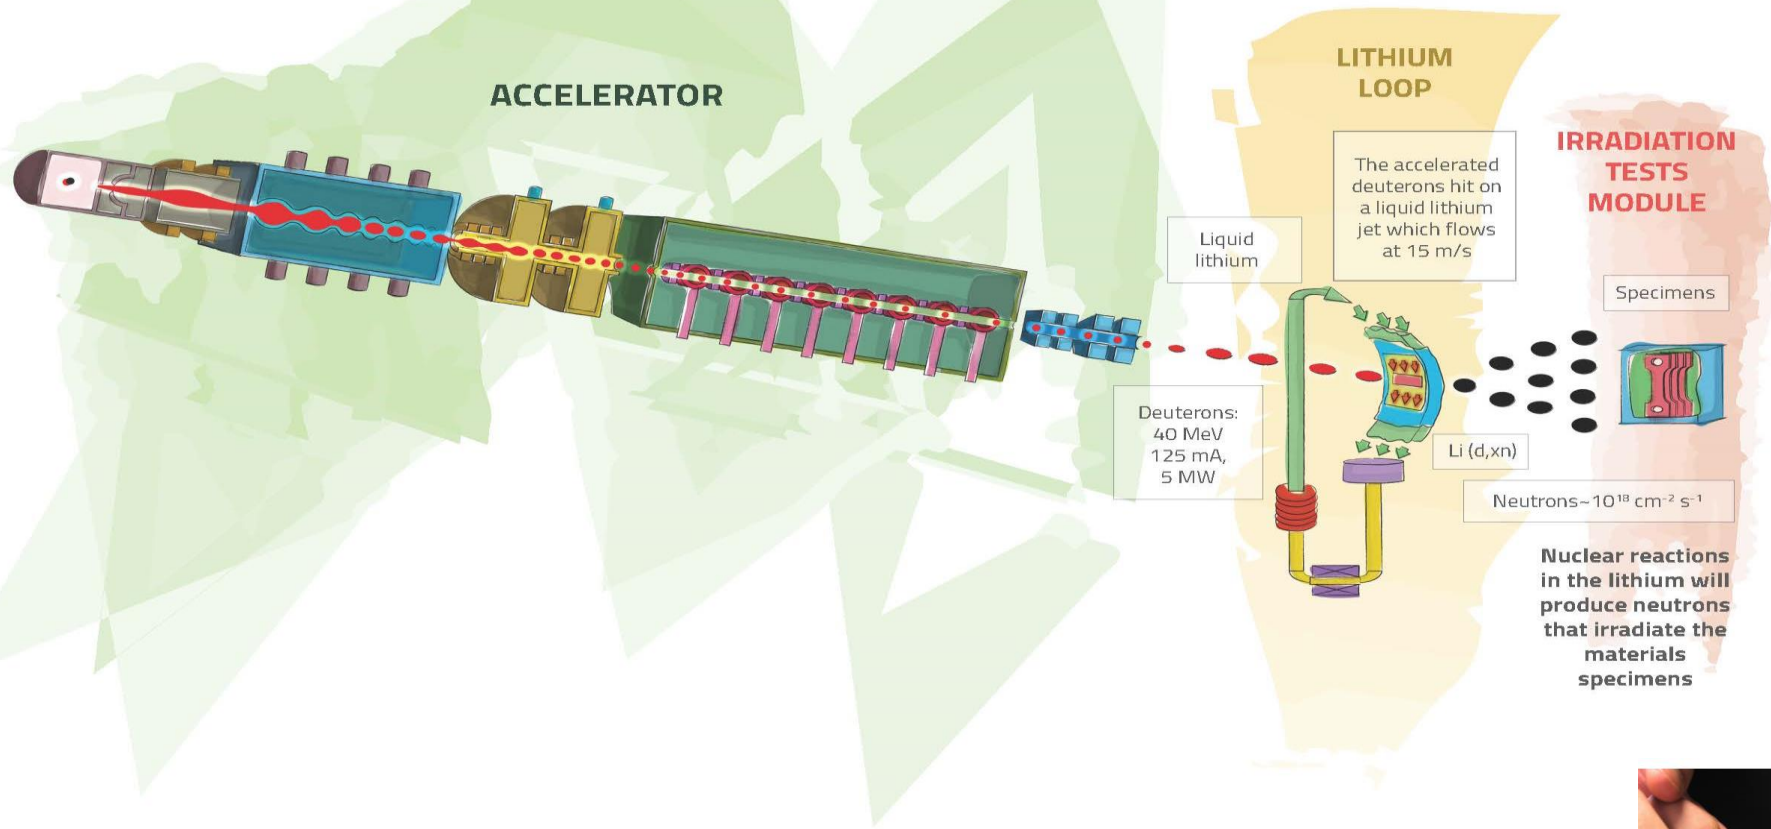 ACCELERATOR
LITHIUM
LOOP
The accelerated
deuterons hit on
a liquid lithium
jet which flows
at 15 m/s
Liquid
lithium
Deuterons:
40 MeV
125 mA,
5 MW
Li (d,xn)
IRRADIATION
TESTS
MODULE
Specimens
Neutrons~10¹⁸ cm⁻² s⁻¹
Nuclear reactions
in the lithium will
produce neutrons
that irradiate the
materials
specimens